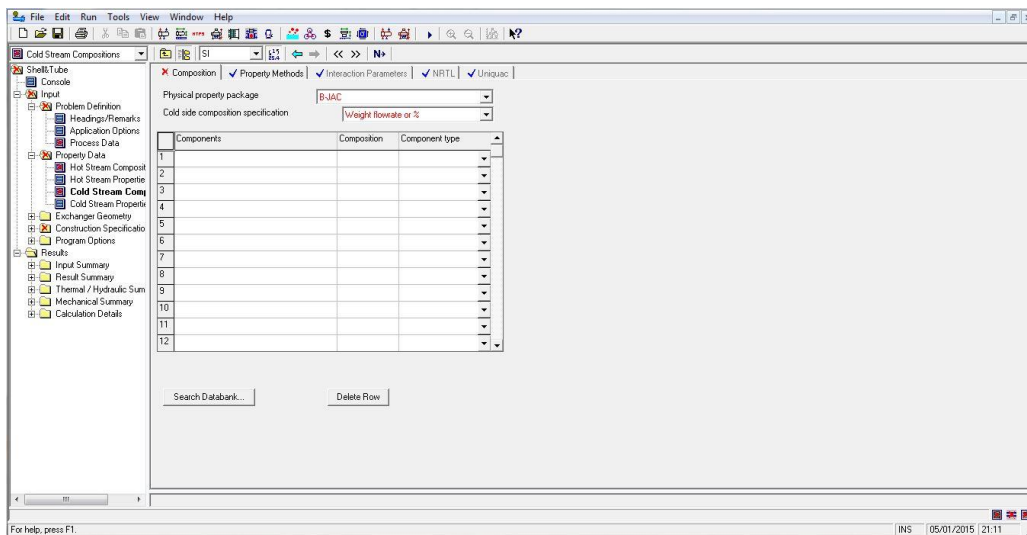 File Edit Run Tools View Window Help
HTFS $
Cold Stream Compositions SI N
Shell&Tube
Console
Input
Problem Definition
Headings/Remarks
Application Options
Process Data
Property Data
Hot Stream Composit
Hot Stream Propertie
Cold Stream Com
Cold Stream Propertie
Exchanger Geometry
Construction Specificatio
Program Options
Results
Input Summary
Result Summary
Thermal / Hydraulic Sum
Mechanical Summary
Calculation Details
Composition Property Methods Interaction Parameters NRTL Uniquac
Physical property package B-JAC
Cold side composition specification Weight flowrate or %
Components Composition Component type
1
2
3
4
5
6
7
8
9
10
11
12
Search Databank... Delete Row
For help, press F1. INS 05/01/2015 21:11